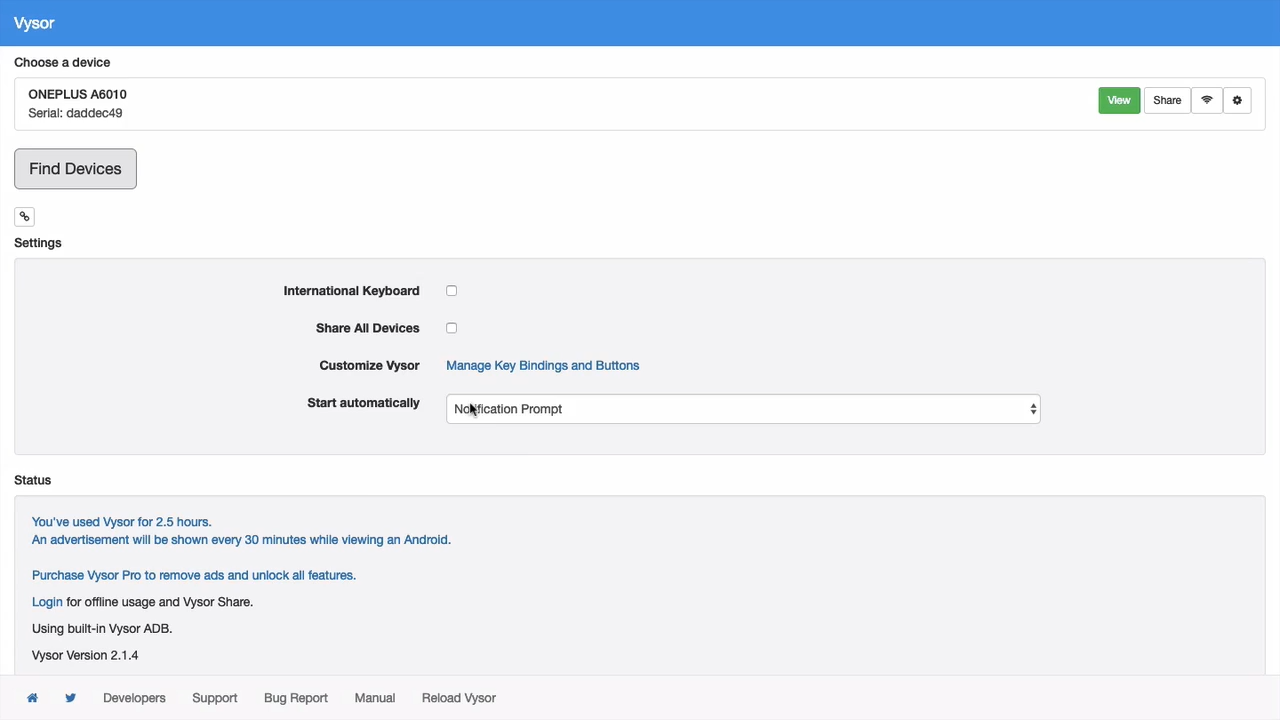 Vysor
Choose a device
ONEPLUS A6010
Serial: daddec49
View
Share
Find Devices
Settings
International Keyboard
Share All Devices
Customize Vysor Manage Key Bindings and Buttons
Start automatically Notification Prompt
Status
You've used Vysor for 2.5 hours.
An advertisement will be shown every 30 minutes while viewing an Android.
Purchase Vysor Pro to remove ads and unlock all features.
Login for offline usage and Vysor Share.
Using built-in Vysor ADB.
Vysor Version 2.1.4
Developers Support Bug Report Manual Reload Vysor